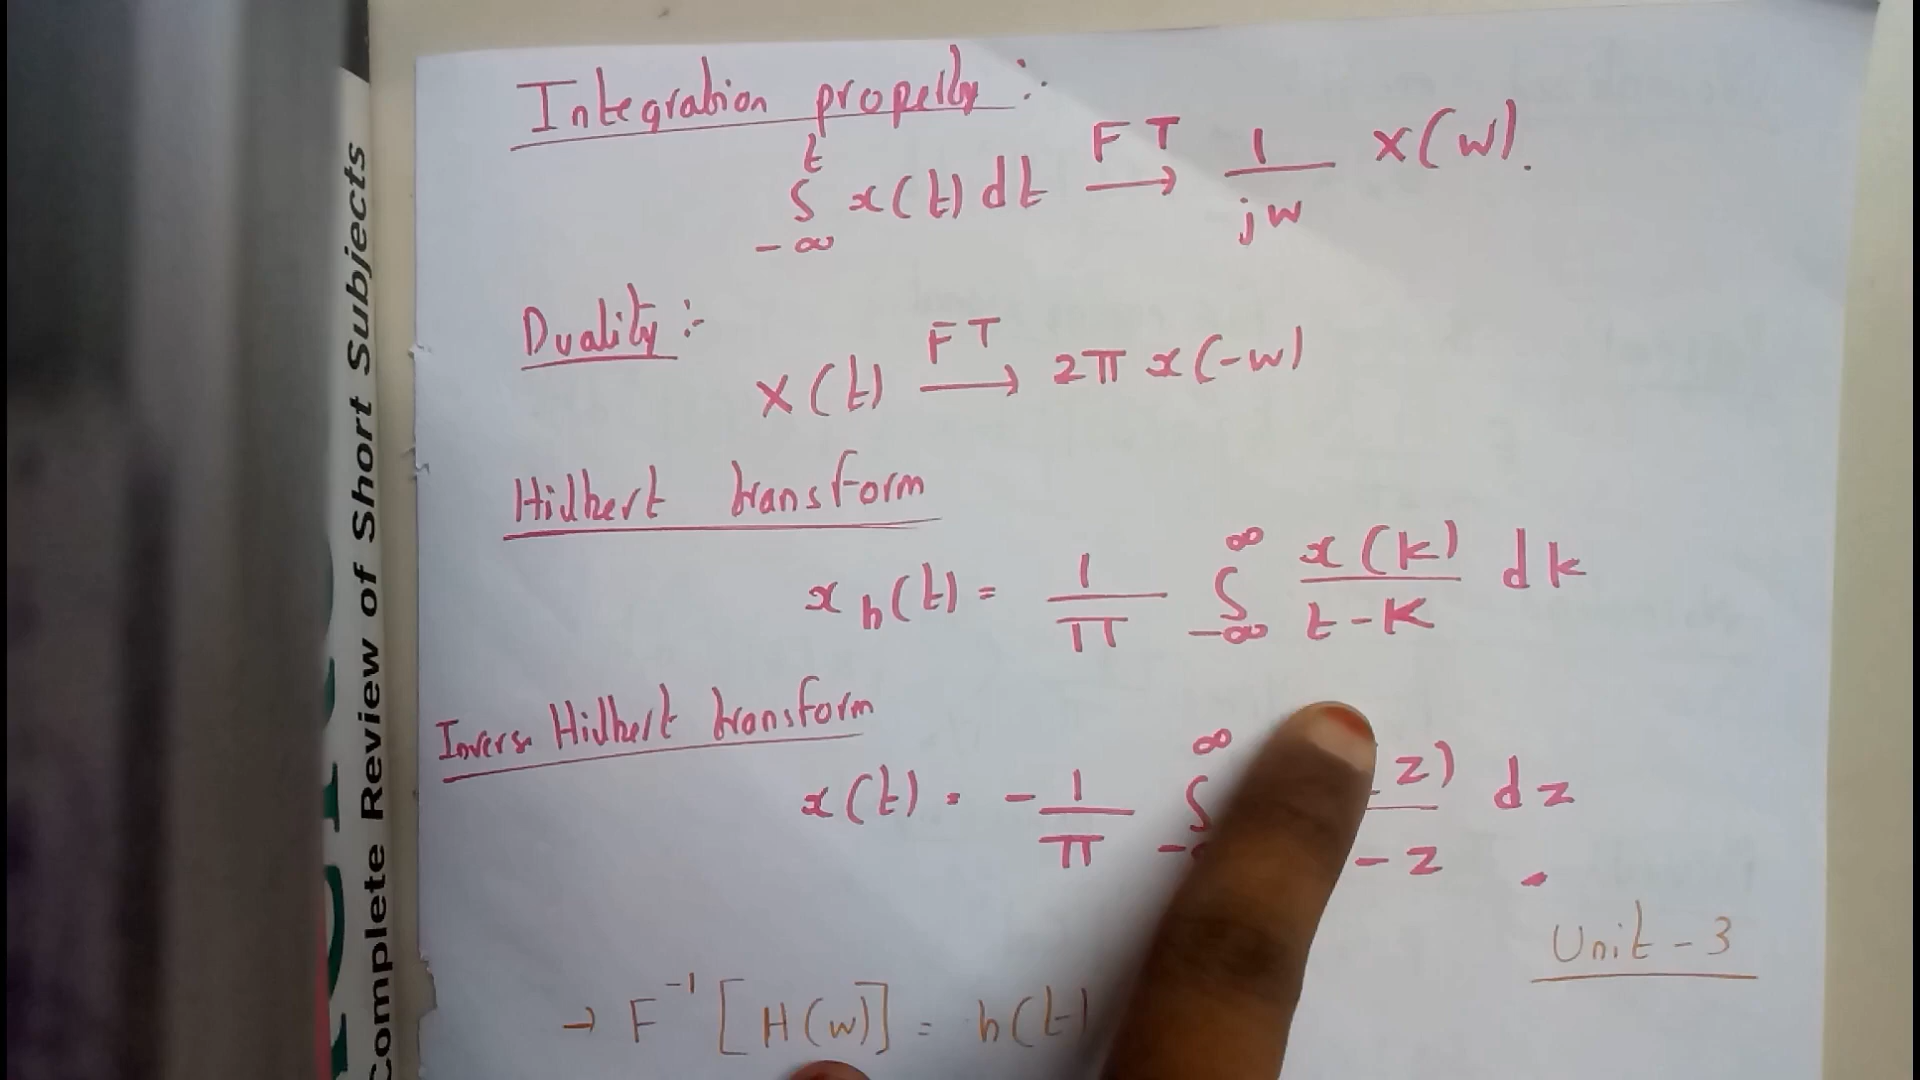 Integration property :-
t
∫ x(t) dt —FT→ 1/jw X(w).
-∞
Duality :-
X(t) —FT→ 2π x(-w)
Hilbert transform
x h(t) = 1/π ∫ -∞ ∞ x(k)/t-k dk
Inverse Hilbert transform
x(t) = -1/π ∫ ∞ z)/-z dz
Unit-3
→ F⁻¹ [H(w)] = h(t)
Complete Review of Short Subjects